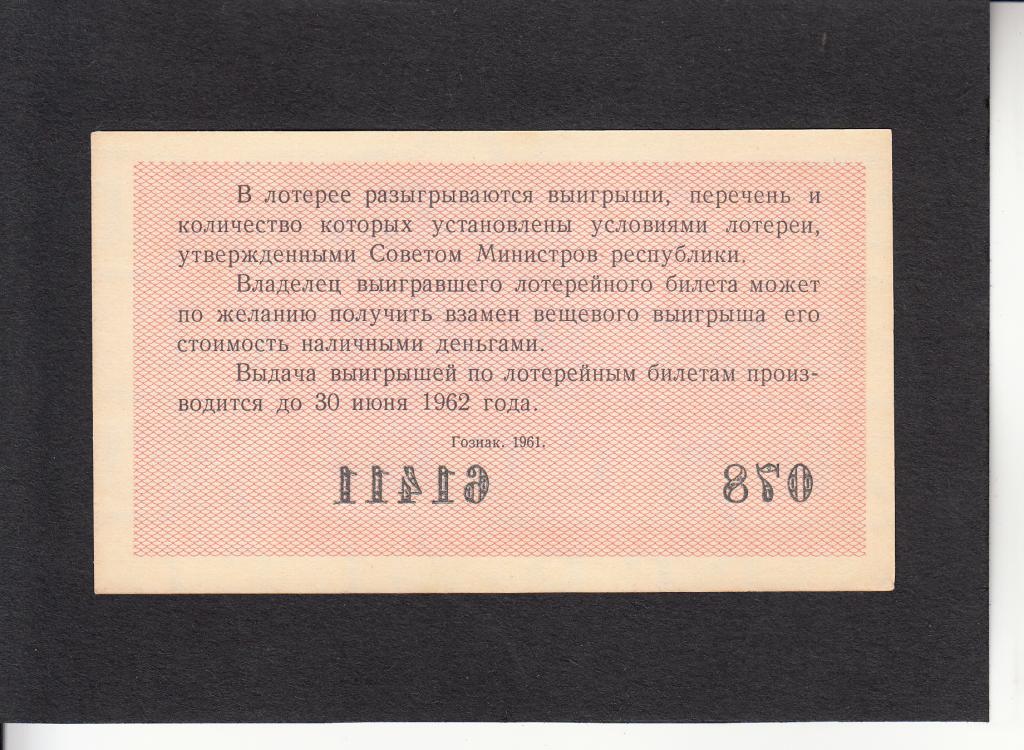 В лотерее разыгрываются выигрыши, перечень и
количество которых установлены условиями лотереи,
утвержденными Советом Министров республики.
Владелец выигравшего лотерейного билета может
по желанию получить взамен вещевого выигрыша его
стоимость наличными деньгами.
Выдача выигрышей по лотерейным билетам произ-
водится до 30 июня 1962 года.
Гознак. 1961.
61411 078